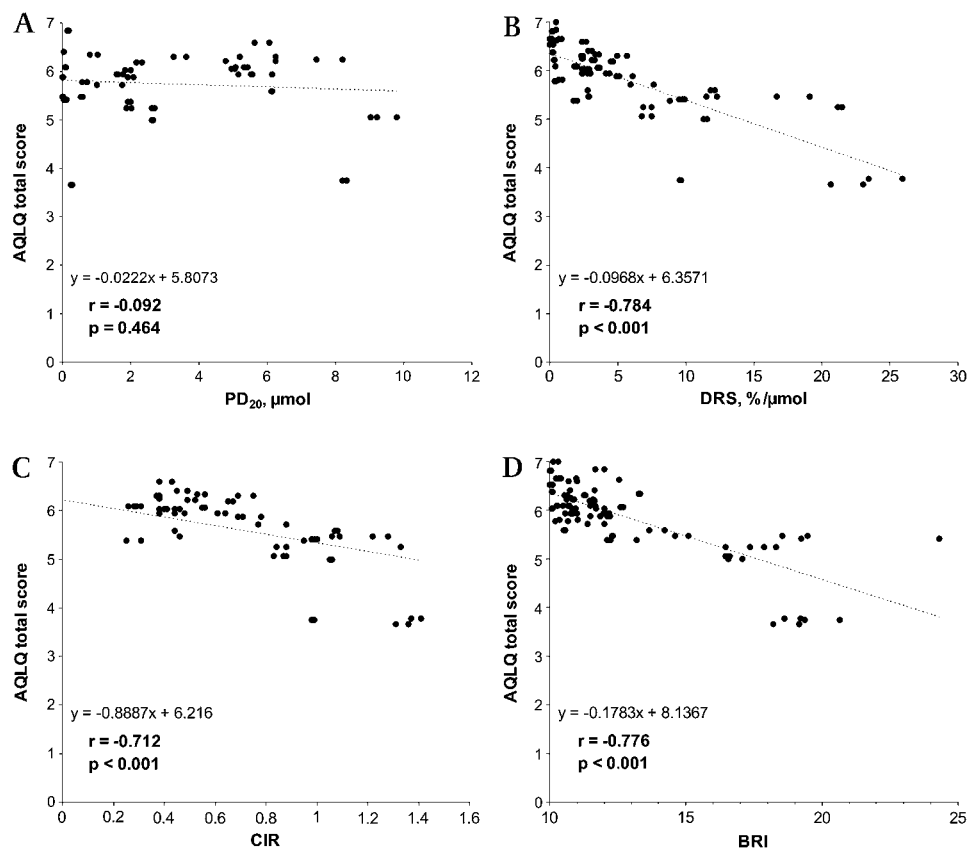 A
7
6
5
4
3
2
1
0
AQLQ total score
y = -0.0222x + 5.8073
r = -0.092
p = 0.464
0 2 4 6 8 10 12
PD20, µmol
B
7
6
5
4
3
2
1
0
AQLQ total score
y = -0.0968x + 6.3571
r = -0.784
p < 0.001
0 5 10 15 20 25 30
DRS, %/µmol
C
7
6
5
4
3
2
1
0
AQLQ total score
y = -0.8887x + 6.216
r = -0.712
p < 0.001
0 0.2 0.4 0.6 0.8 1 1.2 1.4 1.6
CIR
D
7
6
5
4
3
2
1
0
AQLQ total score
y = -0.1783x + 8.1367
r = -0.776
p < 0.001
10 15 20 25
BRI